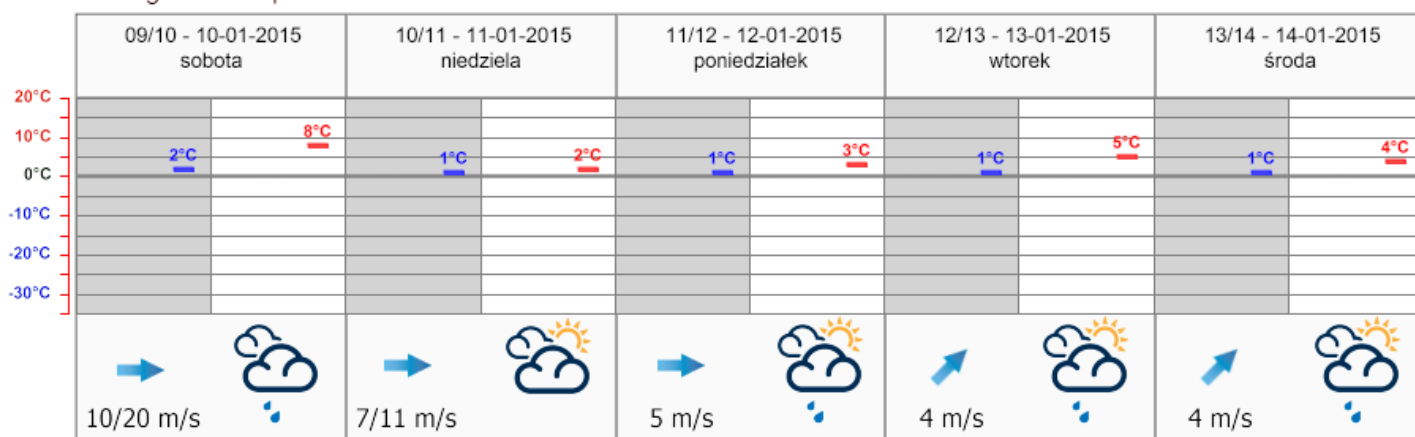 09/10 - 10-01-2015
sobota
10/11 - 11-01-2015
niedziela
11/12 - 12-01-2015
poniedziałek
12/13 - 13-01-2015
wtorek
13/14 - 14-01-2015
środa
20°C
10°C
0°C
-10°C
-20°C
-30°C
2°C
8°C
1°C
2°C
1°C
3°C
1°C
5°C
1°C
4°C
10/20 m/s
7/11 m/s
5 m/s
4 m/s
4 m/s